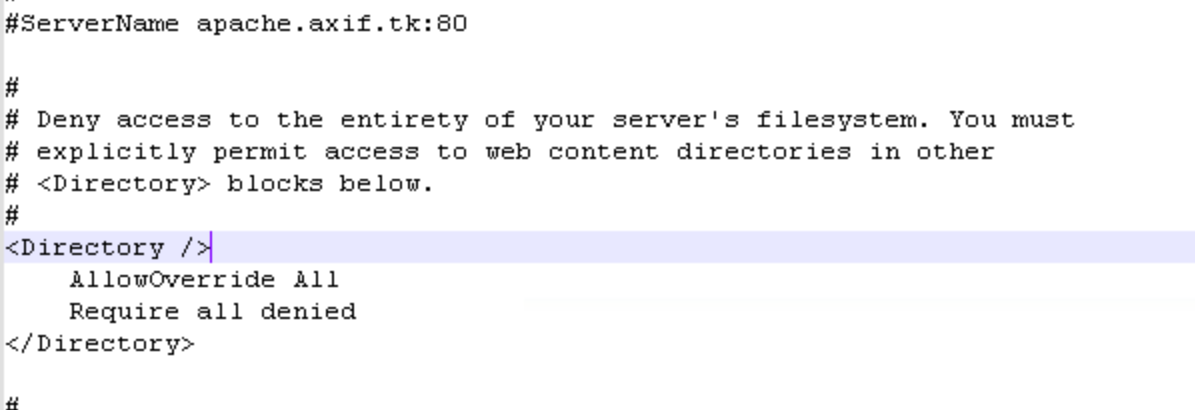 #ServerName apache.axif.tk:80
#
# Deny access to the entirety of your server's filesystem. You must
# explicitly permit access to web content directories in other
# <Directory> blocks below.
#
<Directory />
    AllowOverride All
    Require all denied
</Directory>
#